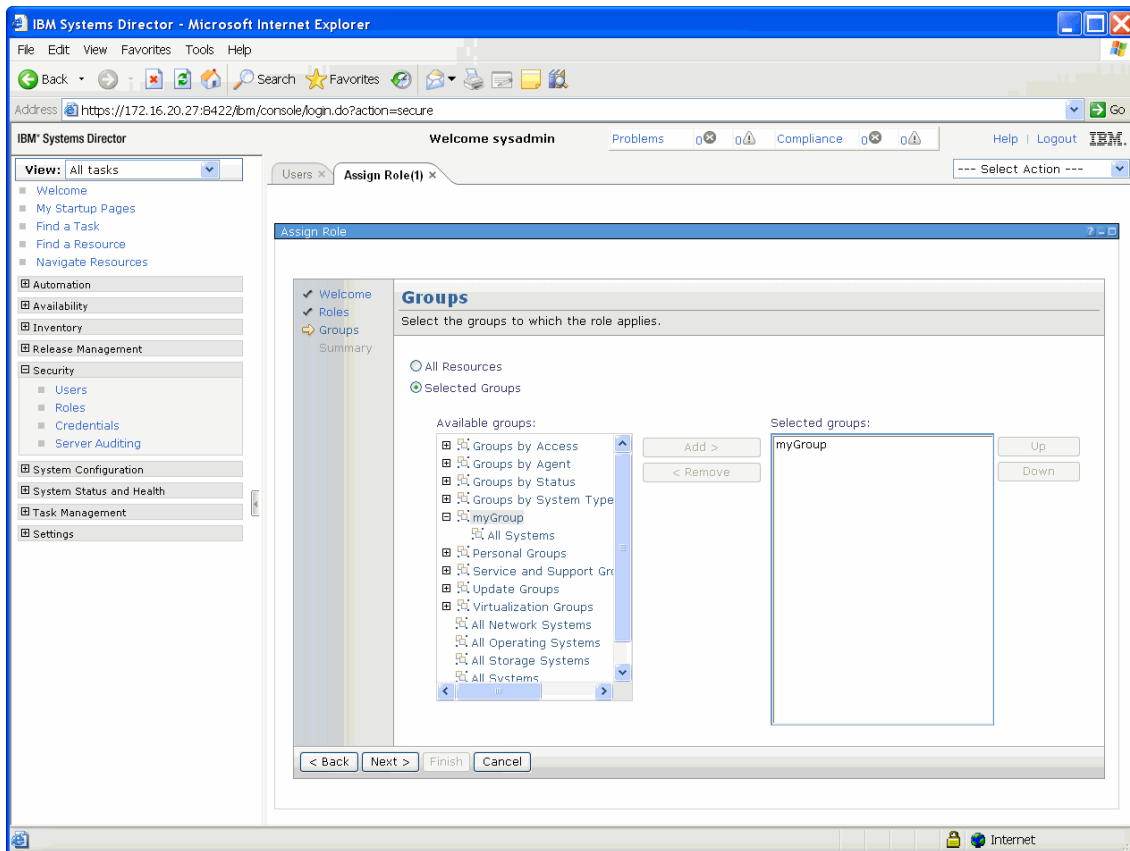 IBM Systems Director - Microsoft Internet Explorer
File Edit View Favorites Tools Help
Back Search Favorites
Address https://172.16.20.27:8422/ibm/console/login.do?action=secure Go
IBM® Systems Director Welcome sysadmin Problems 0 0 Compliance 0 0 Help | Logout IBM.
View: All tasks
Users × Assign Role(1) × --- Select Action ---
Welcome
My Startup Pages
Find a Task
Find a Resource
Navigate Resources
Automation
Availability
Inventory
Release Management
Security
Users
Roles
Credentials
Server Auditing
System Configuration
System Status and Health
Task Management
Settings
Assign Role
Welcome
Roles
Groups
Summary
Groups
Select the groups to which the role applies.
All Resources
Selected Groups
Available groups:
Groups by Access
Groups by Agent
Groups by Status
Groups by System Type
myGroup
All Systems
Personal Groups
Service and Support Gr
Update Groups
Virtualization Groups
All Network Systems
All Operating Systems
All Storage Systems
All Systems
Add >
< Remove
Selected groups:
myGroup
Up
Down
< Back Next > Finish Cancel
Internet